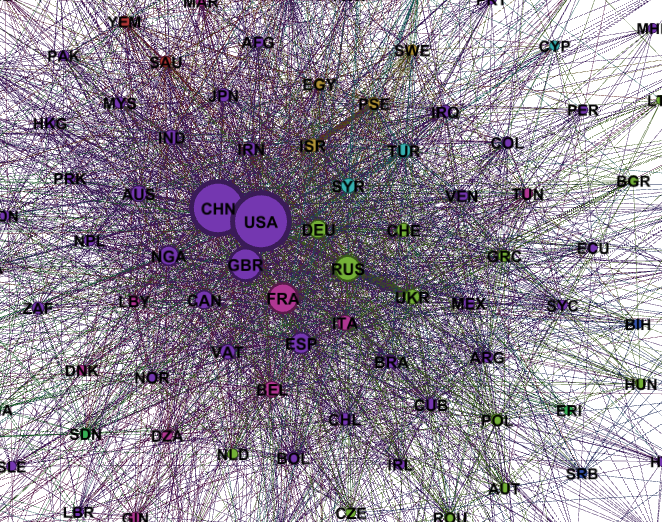 MAR
YEM
AFG
SWE
CYP
PAK
SAU
EGY
MYS
JPN
PSE
IRQ
PER
HKG
IND
IRN
ISR
TUR
COL
PRK
AUS
SYR
VEN
TUN
BGR
CHN
USA
NPL
DEU
CHE
NGA
GBR
RUS
GRC
ECU
ZAF
LBY
CAN
FRA
UKR
MEX
SYC
ITA
BIH
VAT
ESP
BRA
ARG
DNK
NOR
BEL
HUN
CUB
ERI
SDN
DZA
CHL
POL
NLD
BOL
IRL
SLE
SRB
AUT
LBR
GIN
CZE
ROU